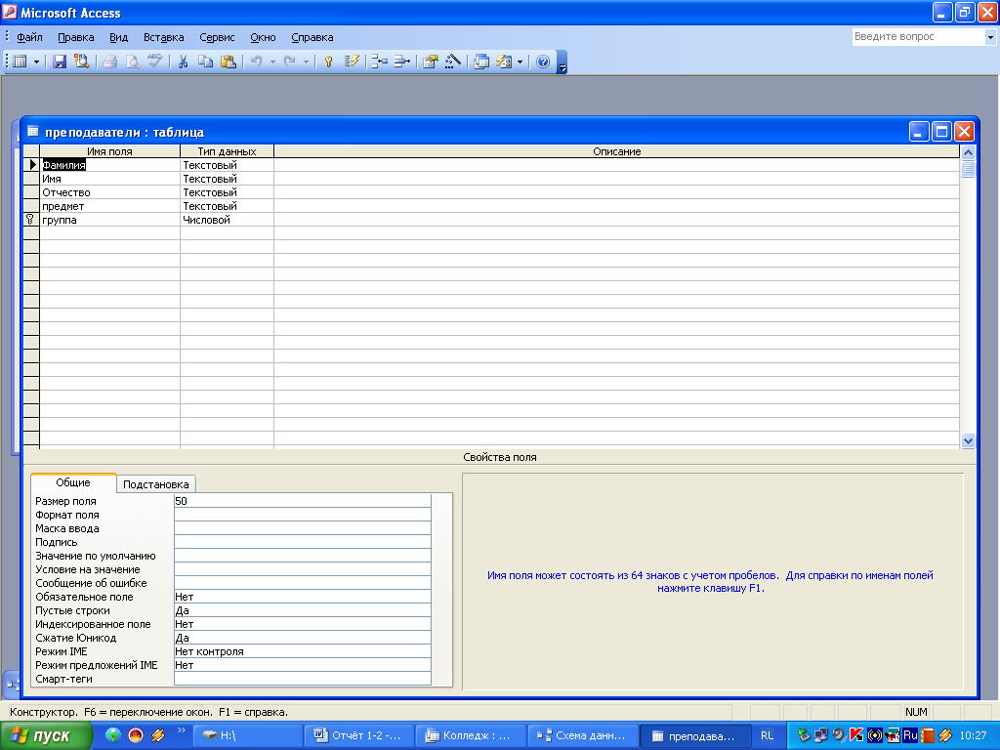 Microsoft Access
Файл Правка Вид Вставка Сервис Окно Справка Введите вопрос
ABC
преподаватели : таблица
Имя поля Тип данных Описание
Фамилия Текстовый
Имя Текстовый
Отчество Текстовый
предмет Текстовый
группа Числовой
Свойства поля
Общие Подстановка
Размер поля 50
Формат поля
Маска ввода
Подпись
Значение по умолчанию
Условие на значение
Сообщение об ошибке
Обязательное поле Нет
Пустые строки Да
Индексированное поле Нет
Сжатие Юникод Да
Режим IME Нет контроля
Режим предложений IME Нет
Смарт-теги
Имя поля может состоять из 64 знаков с учетом пробелов. Для справки по именам полей
нажмите клавишу F1.
Конструктор. F6 = переключение окон. F1 = справка. NUM
пуск H:\ Отчёт 1-2 -... Колледж : ... Схема данн... преподава... RL Ru 10:27